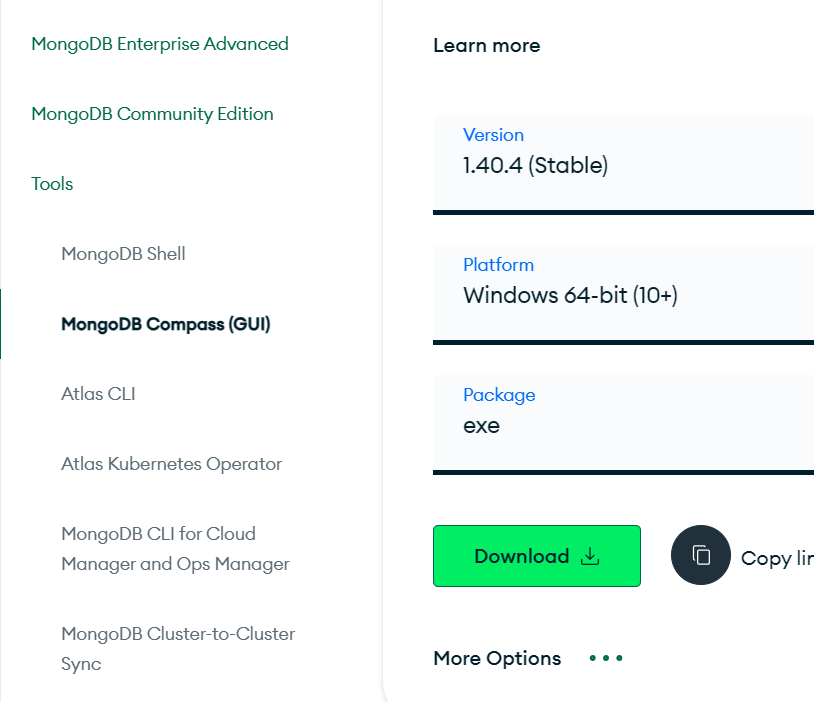 MongoDB Enterprise Advanced
MongoDB Community Edition
Tools
MongoDB Shell
MongoDB Compass (GUI)
Atlas CLI
Atlas Kubernetes Operator
MongoDB CLI for Cloud
Manager and Ops Manager
MongoDB Cluster-to-Cluster
Sync
Learn more
Version
1.40.4 (Stable)
Platform
Windows 64-bit (10+)
Package
exe
Download
Copy
More Options